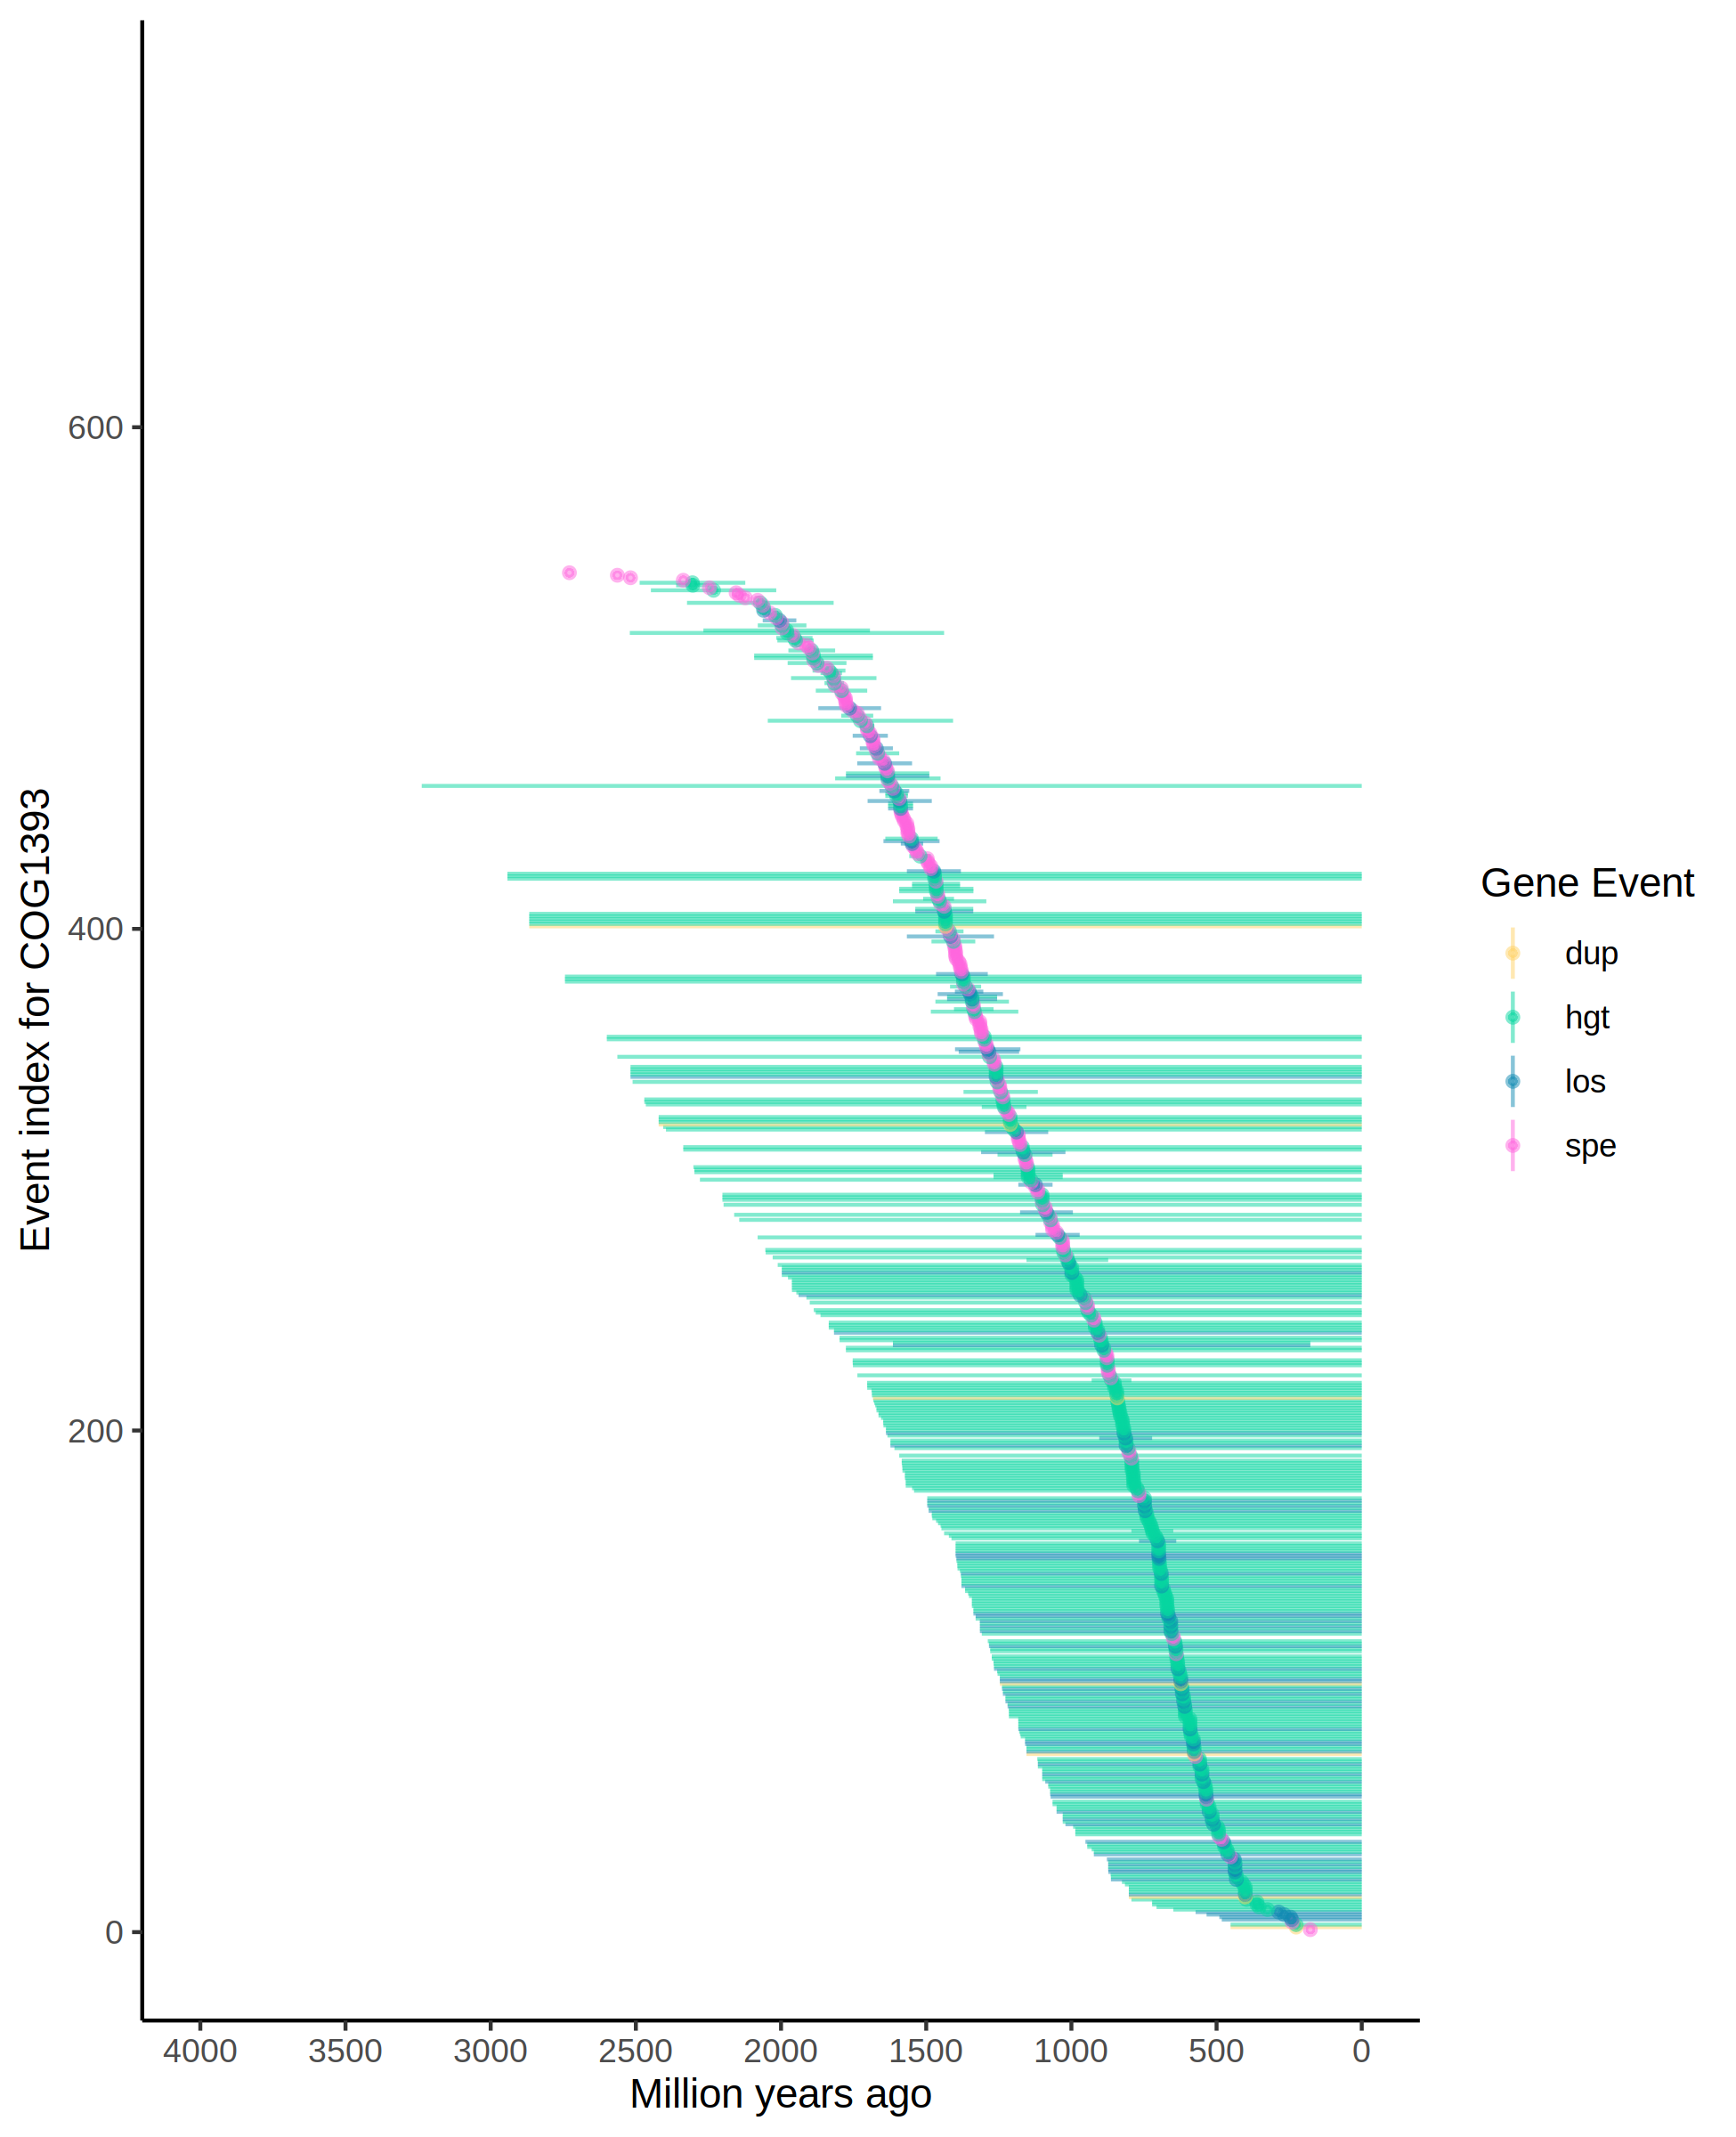 Event index for COG1393
600
400
200
0
4000 3500 3000 2500 2000 1500 1000 500 0
Million years ago
Gene Event
dup
hgt
los
spe